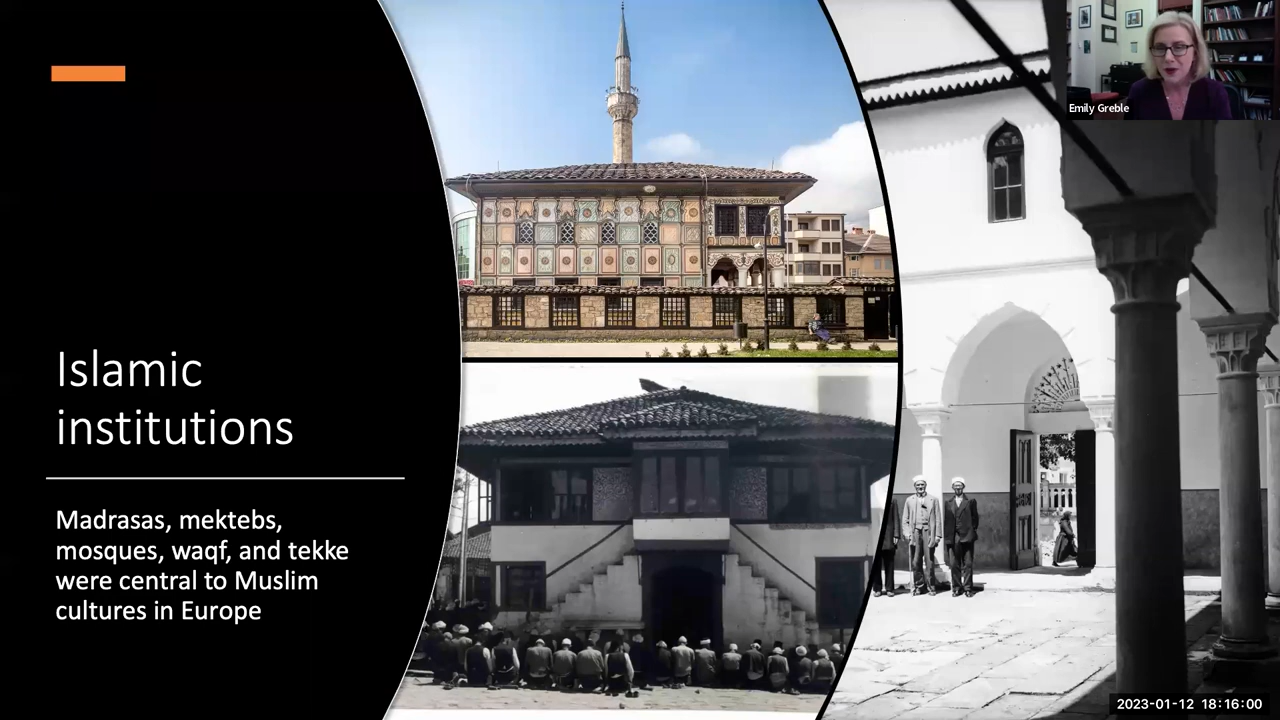 Islamic
institutions
Madrasas, mektebs,
mosques, waqf, and tekke
were central to Muslim
cultures in Europe
Emily Greble
2023-01-12 18:16:00